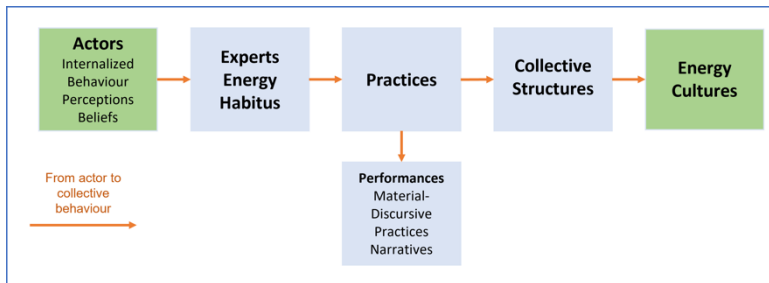 Actors
Internalized
Behaviour
Perceptions
Beliefs
Experts
Energy
Habitus
Practices
Collective
Structures
Energy
Cultures
Performances
Material-
Discursive
Practices
Narratives
From actor to
collective
behaviour